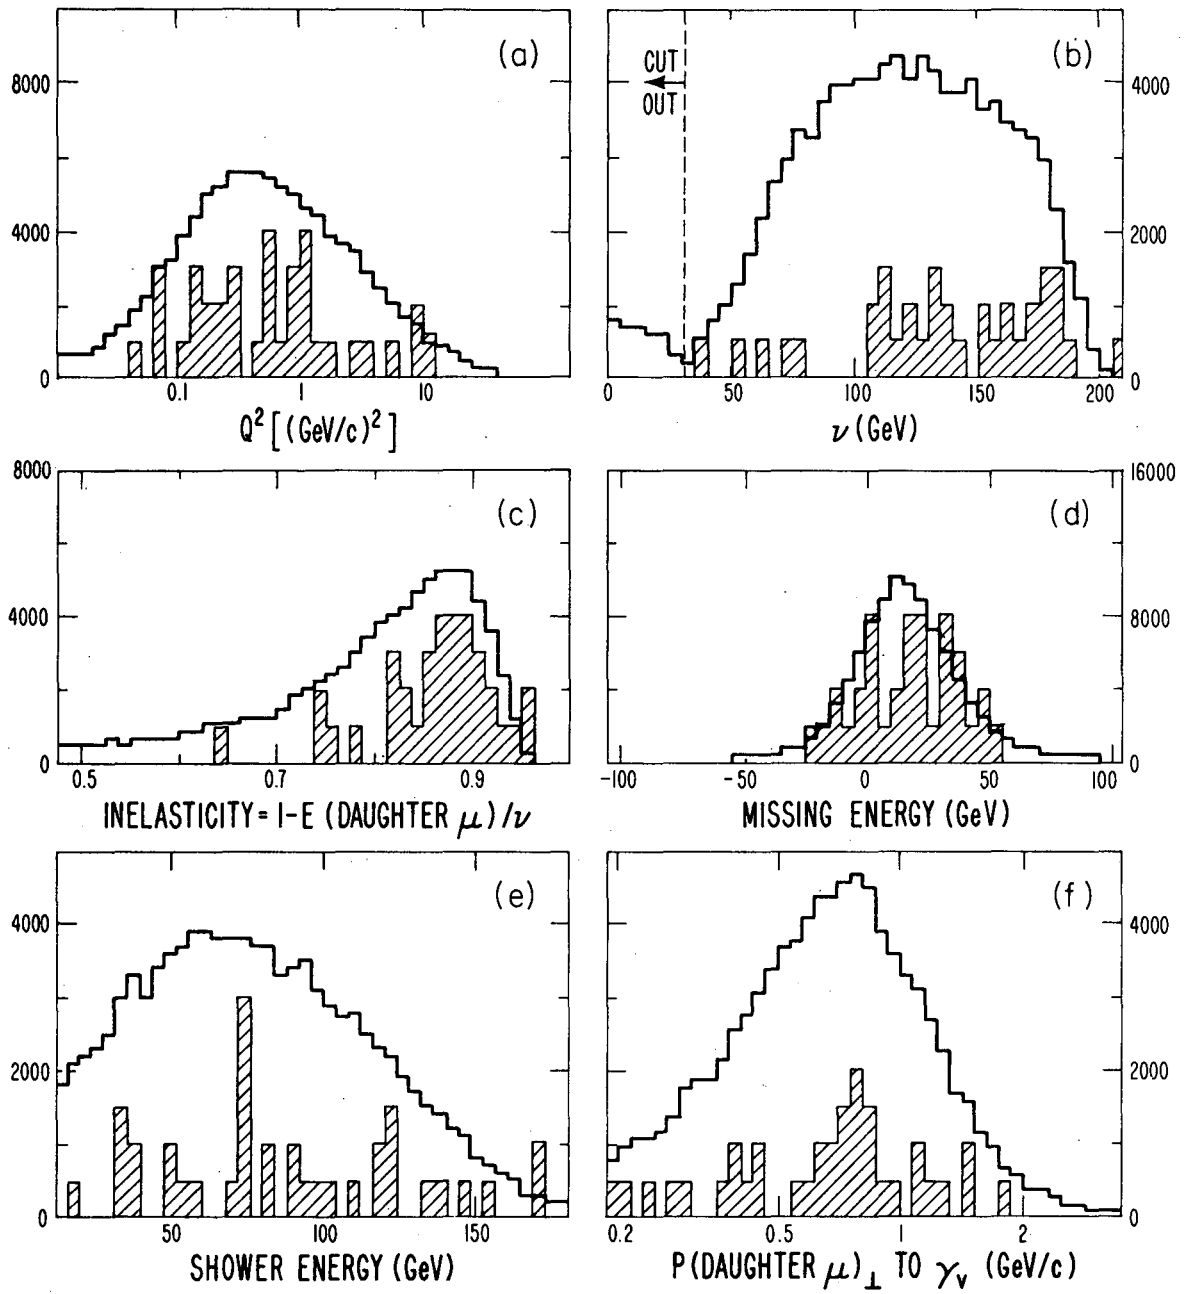 (a)
8000
4000
0
0.1
1
10
Q² [(GeV/c)²]
CUT
OUT
(b)
4000
2000
0
0
50
100
150
200
ν (GeV)
(c)
8000
4000
0
0.5
0.7
0.9
INELASTICITY = 1-E (DAUGHTER μ)/ν
(d)
16000
8000
0
-100
-50
0
50
100
MISSING ENERGY (GeV)
(e)
4000
2000
0
50
100
150
SHOWER ENERGY (GeV)
(f)
4000
2000
0
0.2
0.5
1
2
P(DAUGHTER μ)⊥ TO γᵥ (GeV/c)